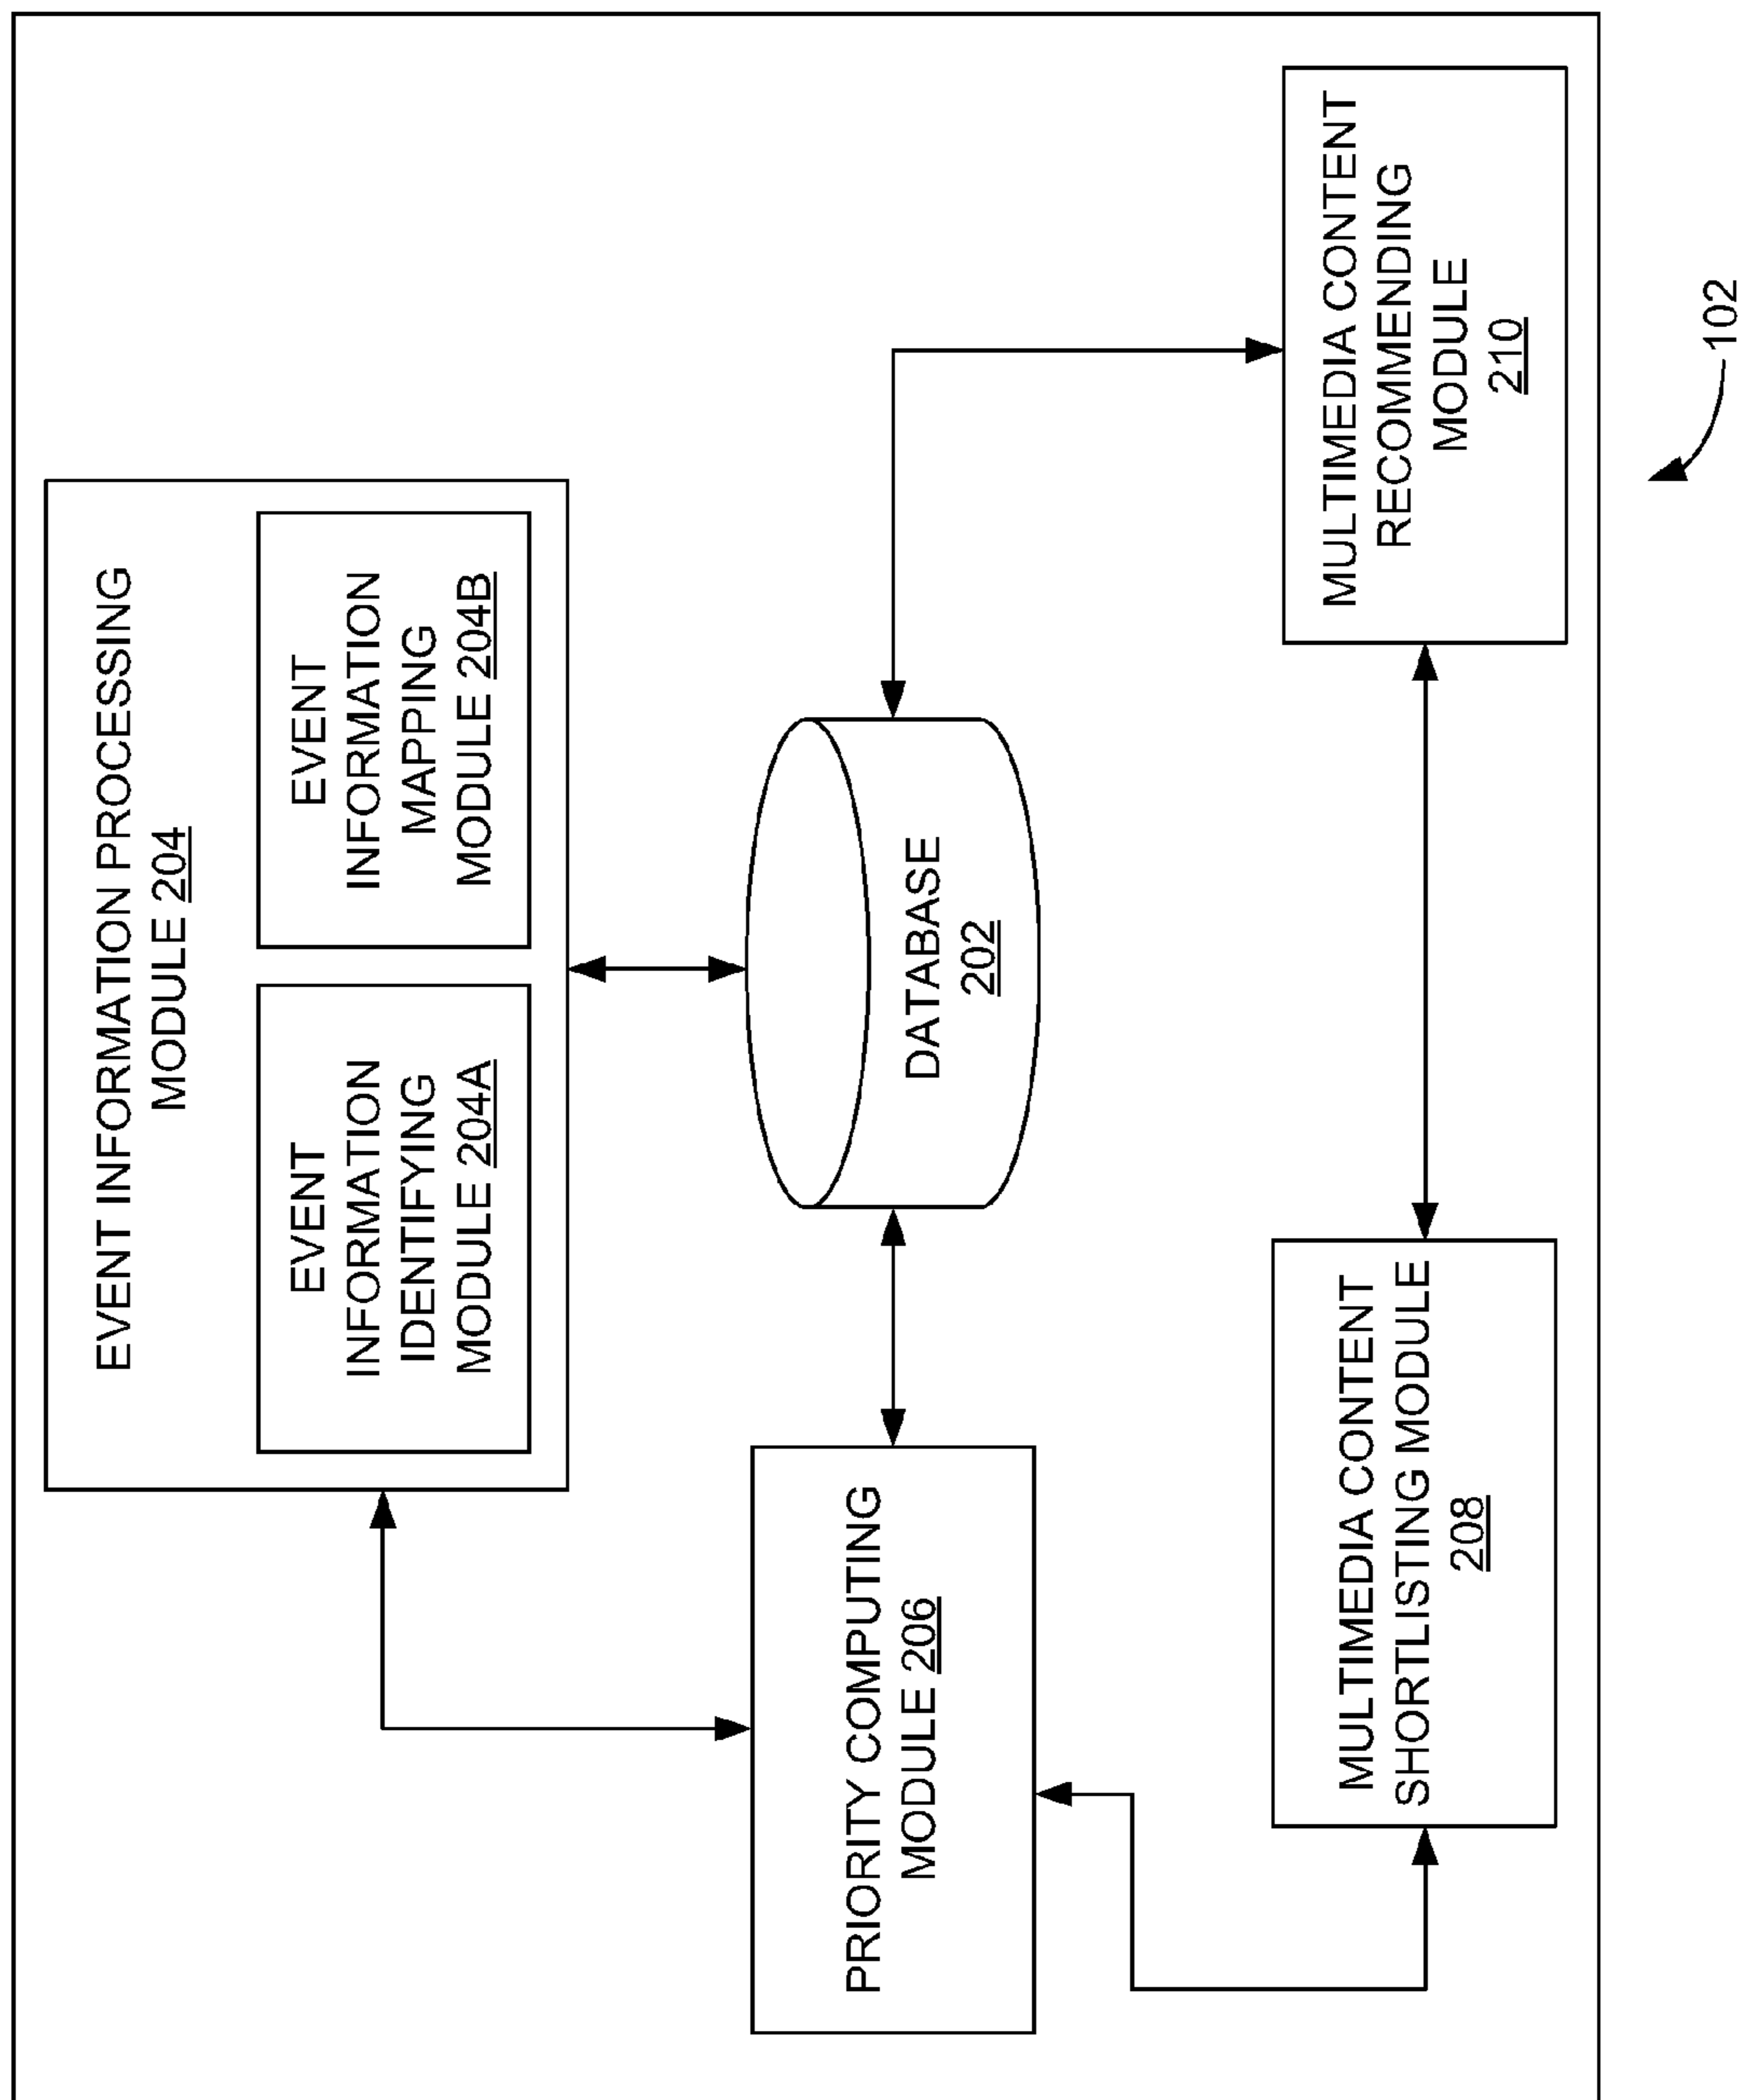 EVENT INFORMATION PROCESSING
MODULE 204
EVENT
INFORMATION
IDENTIFYING
MODULE 204A
EVENT
INFORMATION
MAPPING
MODULE 204B
PRIORITY COMPUTING
MODULE 206
DATABASE
202
MULTIMEDIA CONTENT
SHORTLISTING MODULE
208
MULTIMEDIA CONTENT
RECOMMENDING
MODULE
210
102